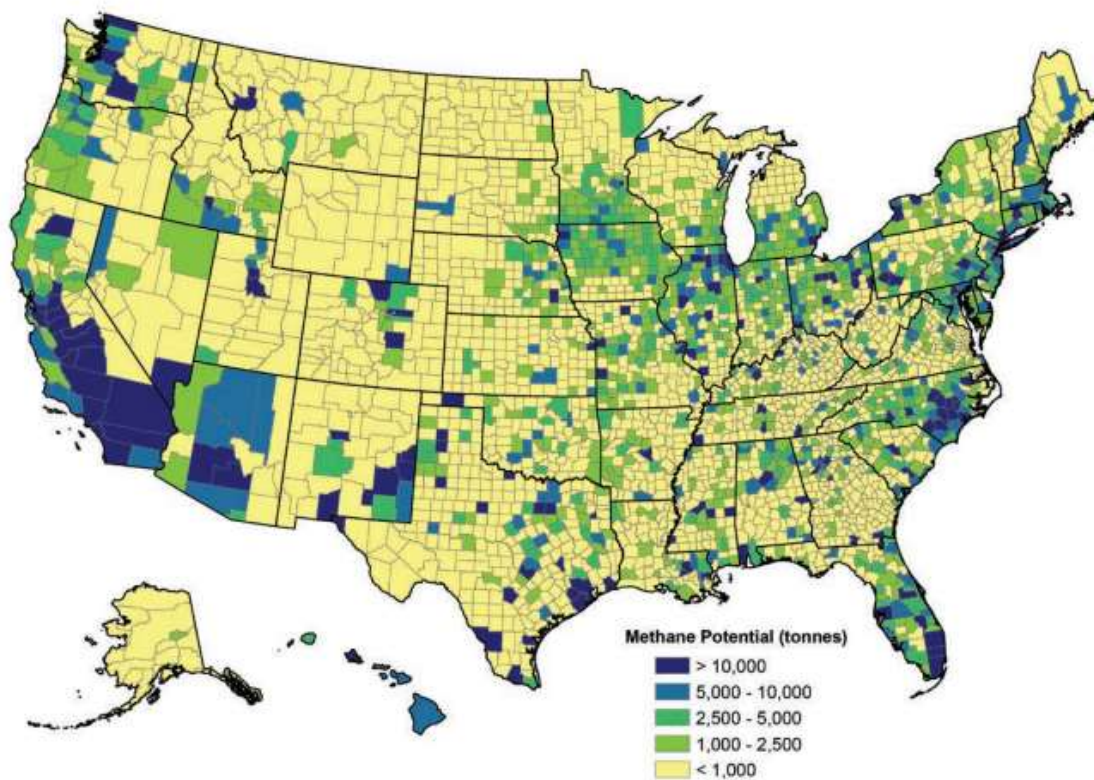 Methane Potential (tonnes)
> 10,000
5,000 - 10,000
2,500 - 5,000
1,000 - 2,500
< 1,000